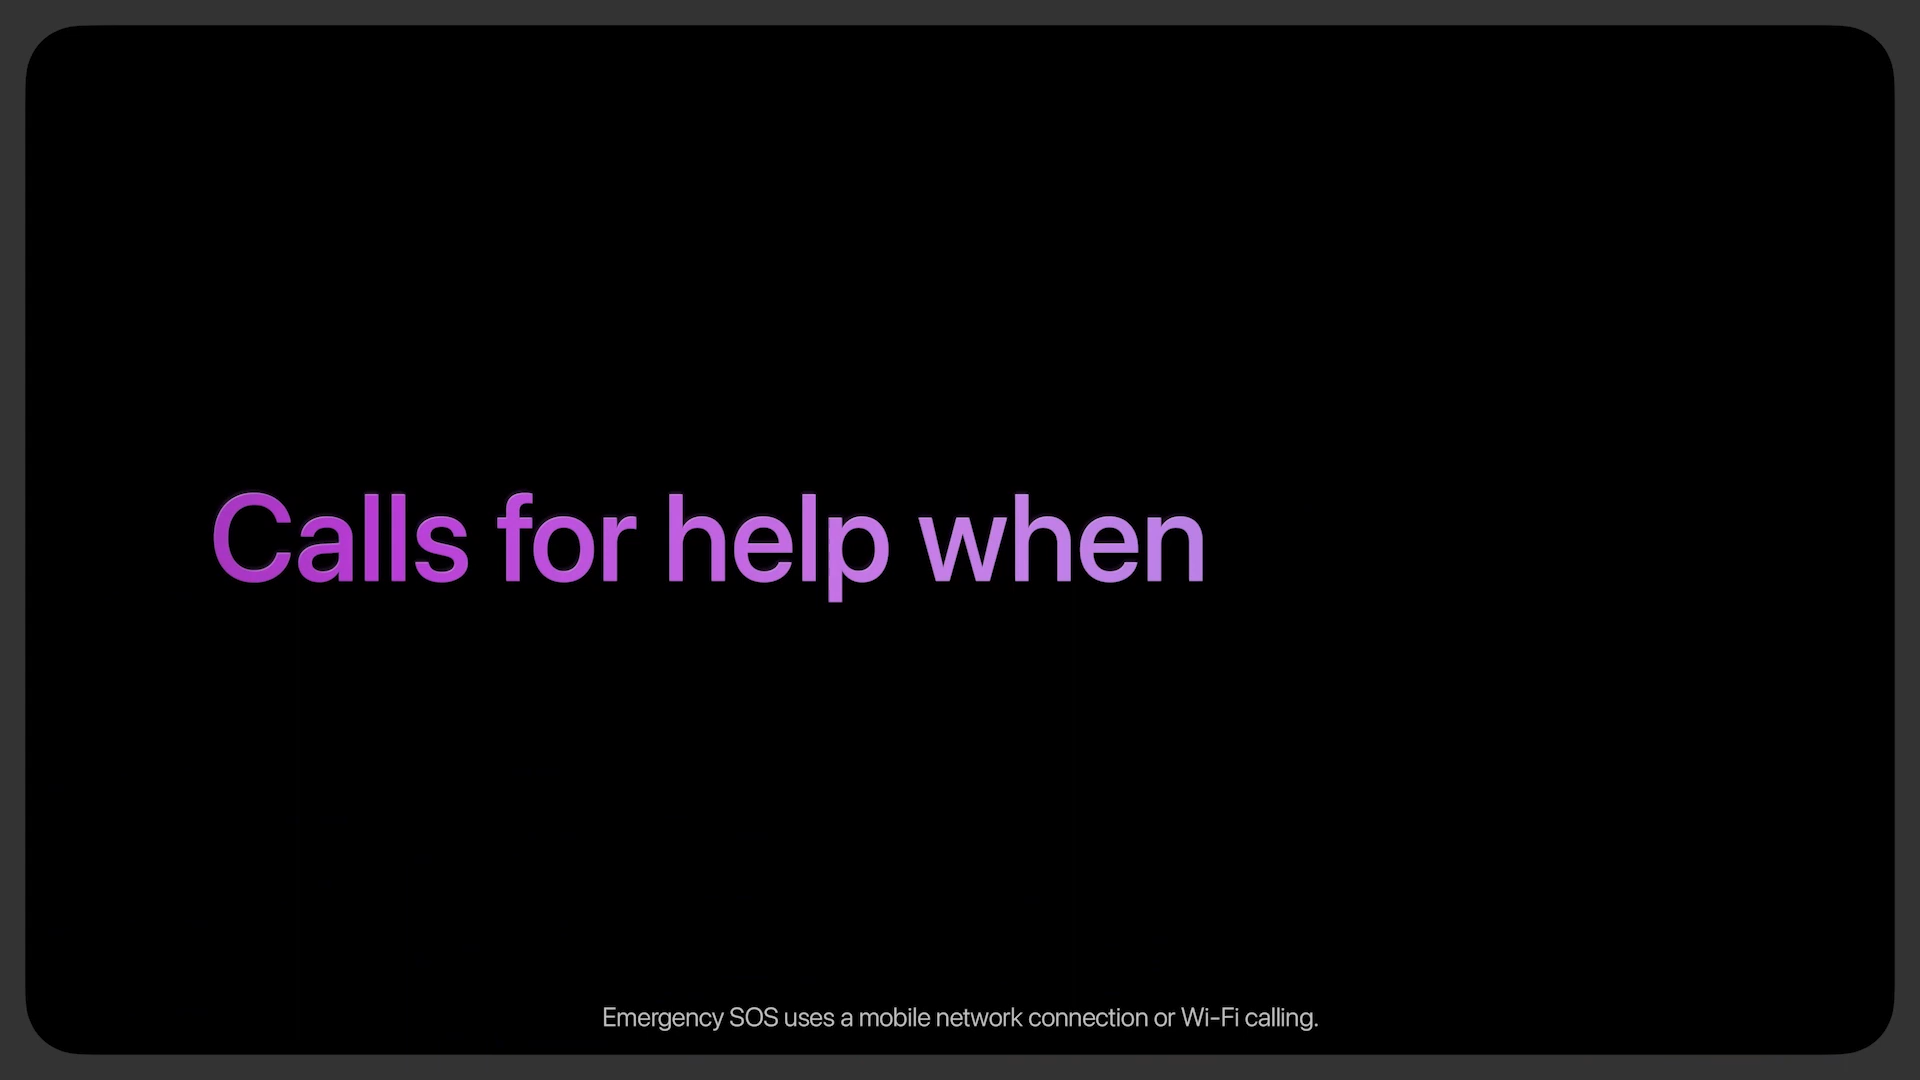 Calls for help when
Emergency SOS uses a mobile network connection or Wi-Fi calling.